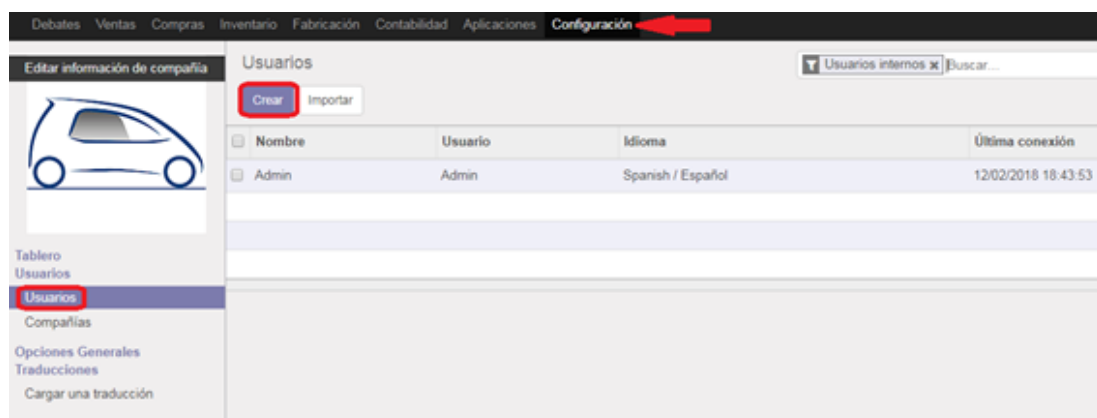 Debates Ventas Compras Inventario Fabricación Contabilidad Aplicaciones Configuración
Editar información de compañía
Usuarios
Usuarios internos x Buscar...
Crear Importar
Nombre Usuario Idioma Última conexión
Admin Admin Spanish / Español 12/02/2018 18:43:53
Tablero
Usuarios
Usuarios
Compañías
Opciones Generales
Traducciones
Cargar una traducción